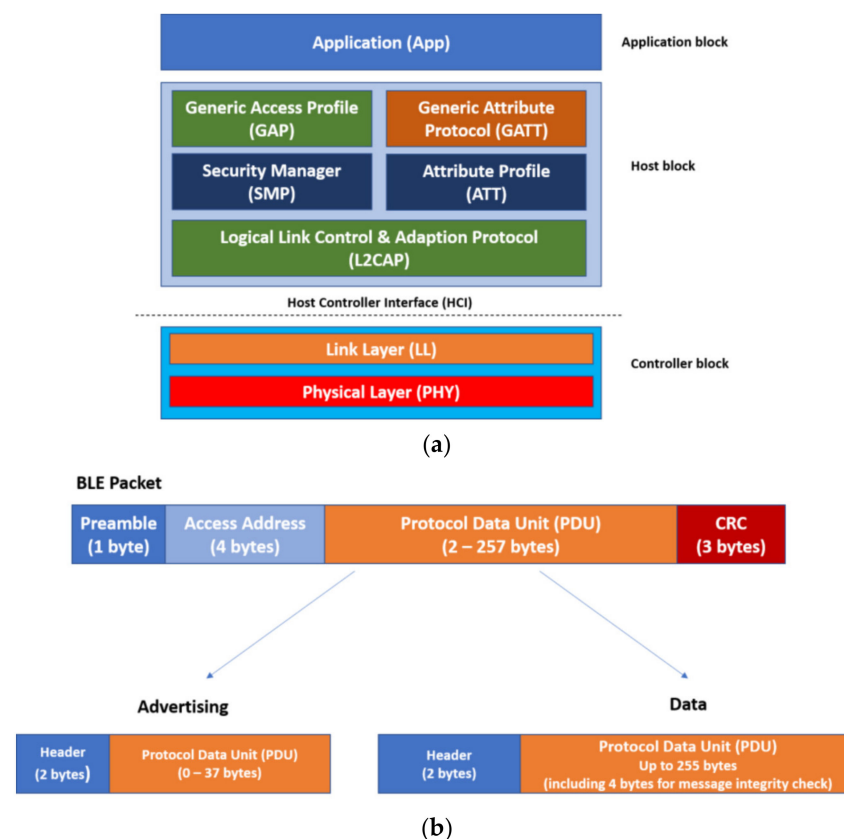 Application (App)
Application block
Generic Access Profile
(GAP)
Generic Attribute
Protocol (GATT)
Security Manager
(SMP)
Attribute Profile
(ATT)
Host block
Logical Link Control & Adaption Protocol
(L2CAP)
Host Controller Interface (HCI)
Link Layer (LL)
Controller block
Physical Layer (PHY)
(a)
BLE Packet
Preamble
(1 byte)
Access Address
(4 bytes)
Protocol Data Unit (PDU)
(2 – 257 bytes)
CRC
(3 bytes)
Advertising
Data
Header
(2 bytes)
Protocol Data Unit (PDU)
(0 – 37 bytes)
Header
(2 bytes)
Protocol Data Unit (PDU)
Up to 255 bytes
(including 4 bytes for message integrity check)
(b)